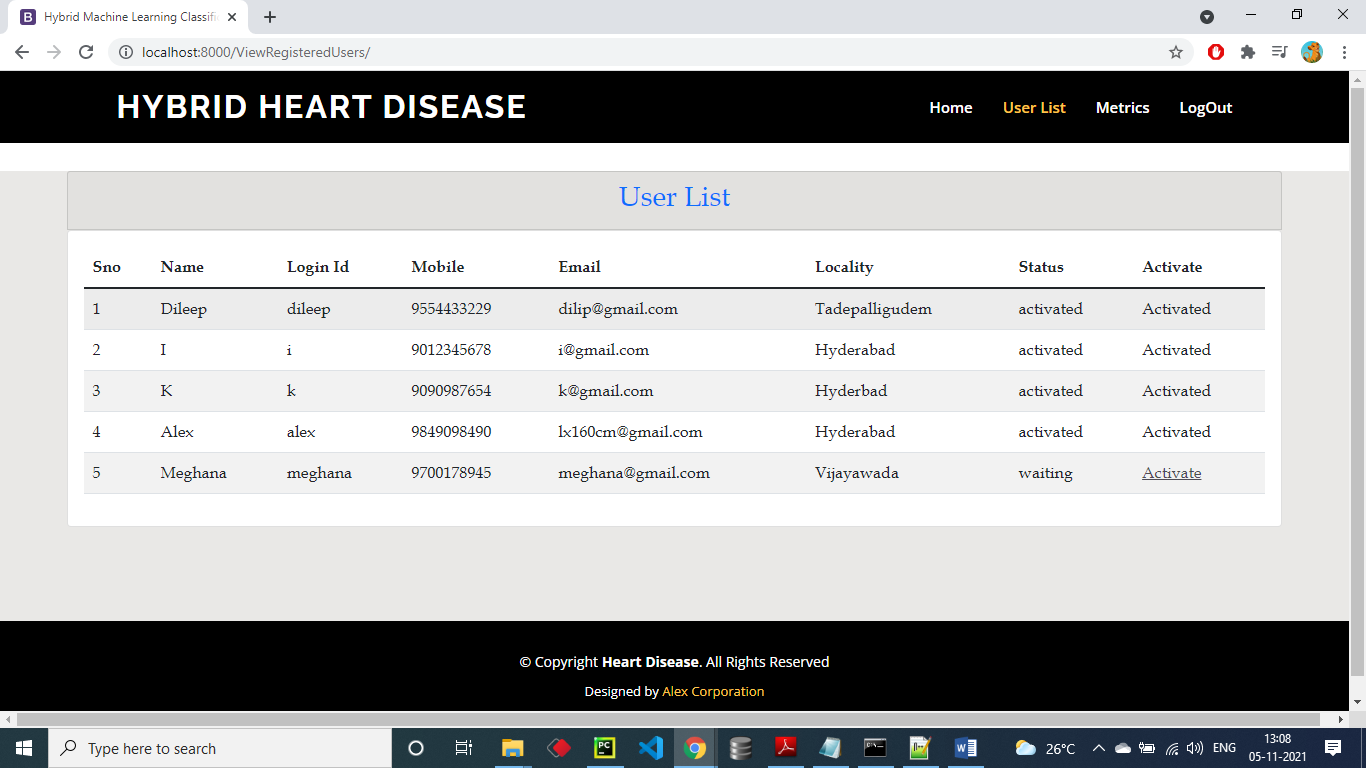 Hybrid Machine Learning Classifi
localhost:8000/ViewRegisteredUsers/
HYBRID HEART DISEASE
Home User List Metrics LogOut
User List
Sno Name Login Id Mobile Email Locality Status Activate
1 Dileep dileep 9554433229 dilip@gmail.com Tadepalligudem activated Activated
2 I i 9012345678 i@gmail.com Hyderabad activated Activated
3 K k 9090987654 k@gmail.com Hyderbad activated Activated
4 Alex alex 9849098490 lx160cm@gmail.com Hyderabad activated Activated
5 Meghana meghana 9700178945 meghana@gmail.com Vijayawada waiting Activate
© Copyright Heart Disease. All Rights Reserved
Designed by Alex Corporation
Type here to search
26°C
ENG
13:08
05-11-2021